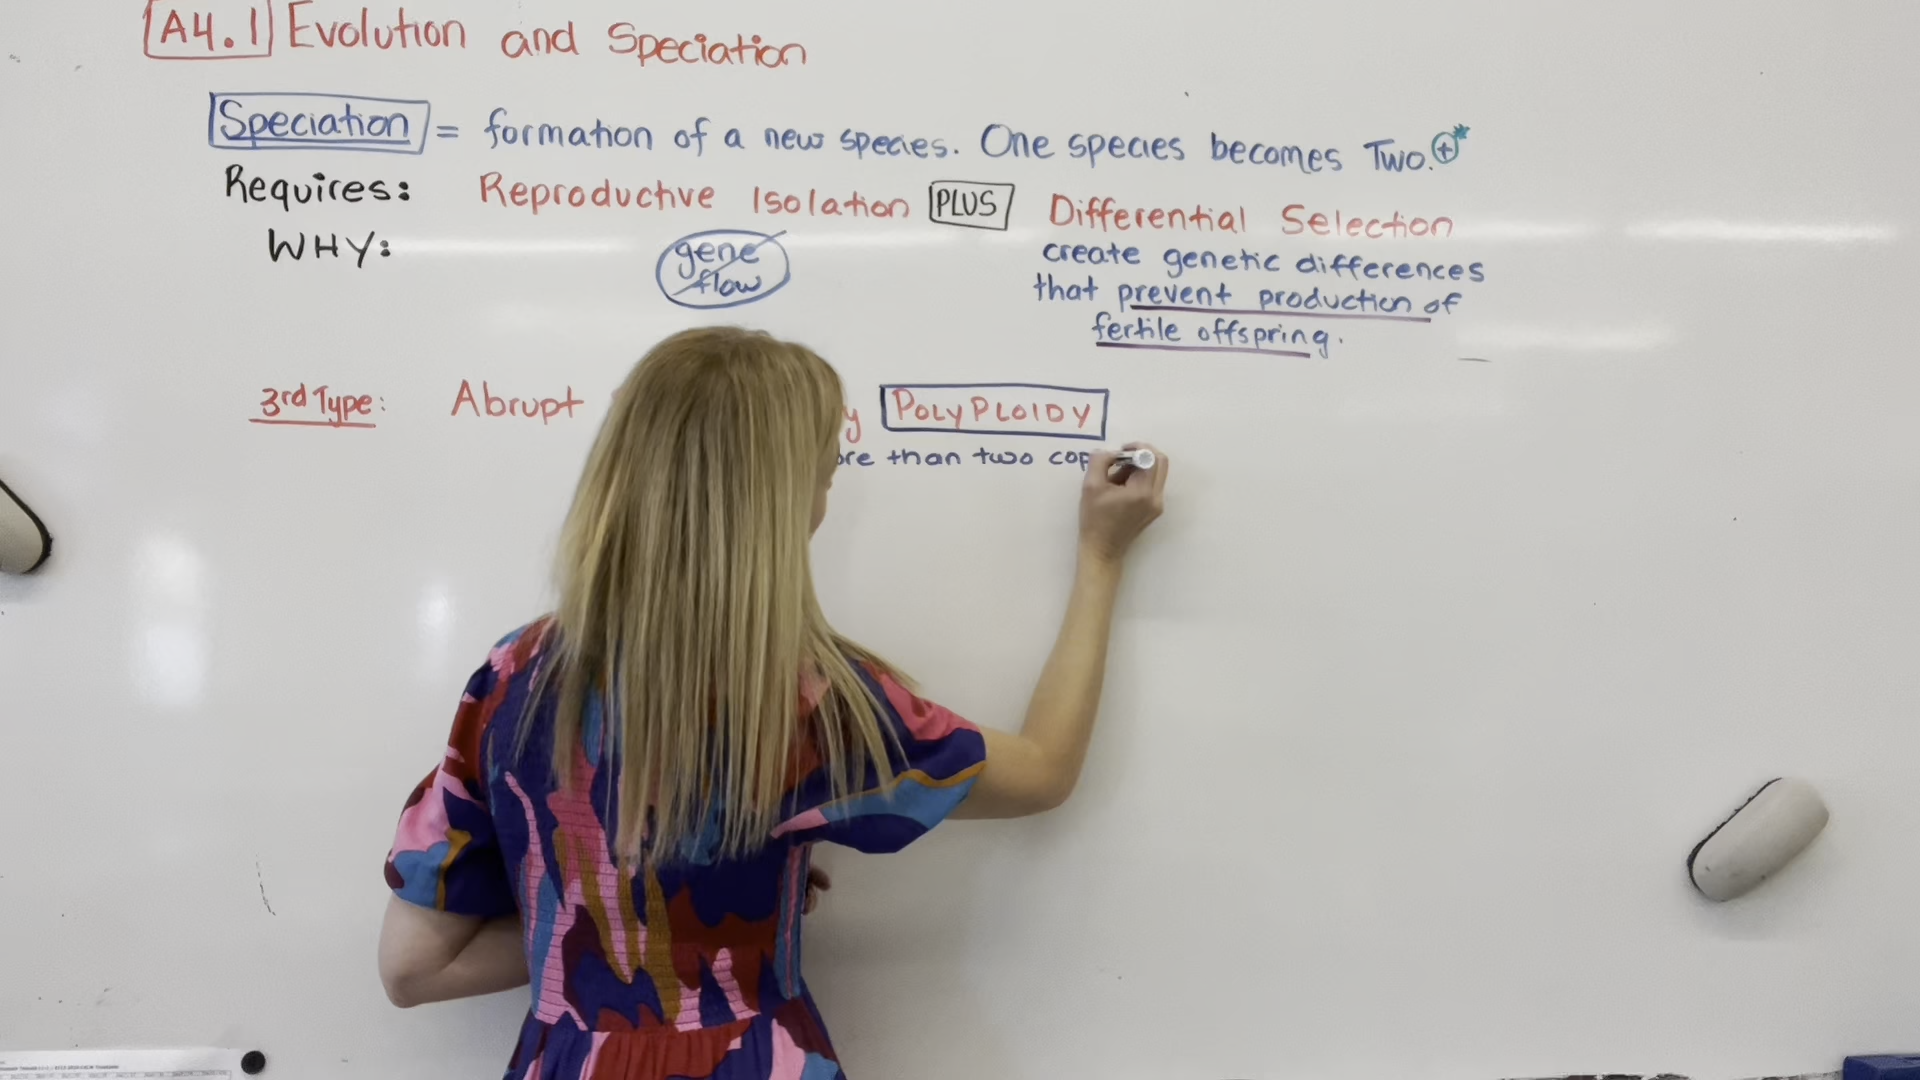 A4.1 Evolution and Speciation
Speciation = formation of a new species. One species becomes Two. +*
Requires: Reproductive Isolation PLUS Differential Selection
WHY: gene flow
create genetic differences
that prevent production of
fertile offspring.
3rd Type: Abrupt y POLYPLOIDY
ore than two cop